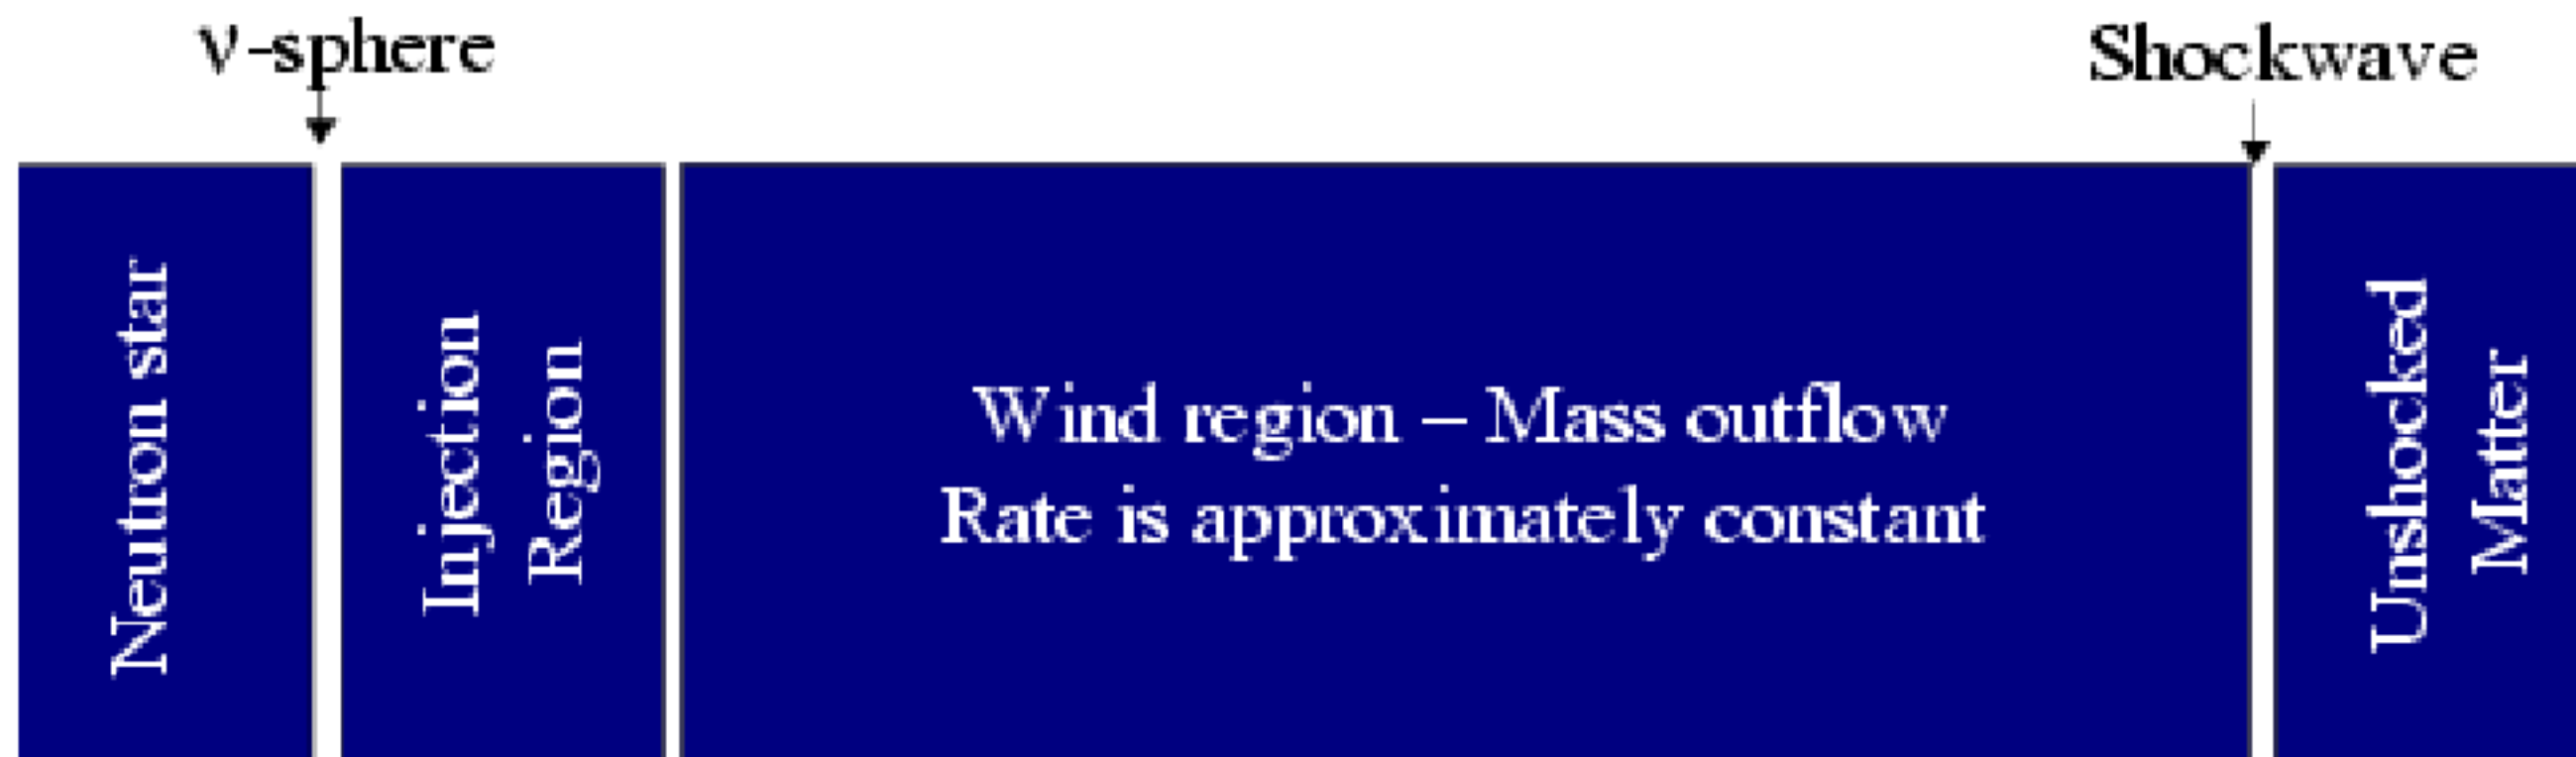 ν-sphere
Shockwave
Neutron star
Injection
Region
Wind region – Mass outflow
Rate is approximately constant
Unshocked
Matter